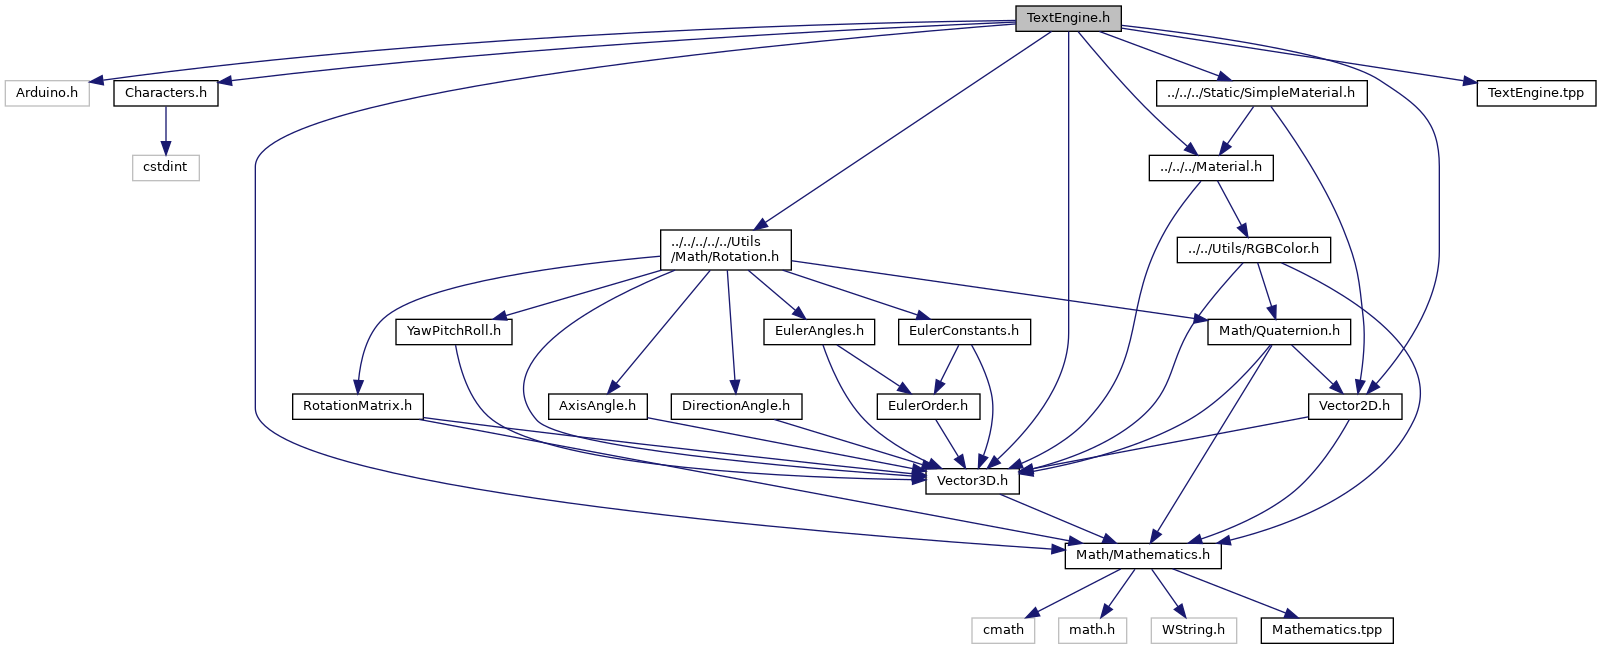 TextEngine.h
Arduino.h
Characters.h
../../../Static/SimpleMaterial.h
TextEngine.tpp
cstdint
../../../Material.h
../../../../../Utils
/Math/Rotation.h
../../Utils/RGBColor.h
YawPitchRoll.h
EulerAngles.h
EulerConstants.h
Math/Quaternion.h
RotationMatrix.h
AxisAngle.h
DirectionAngle.h
EulerOrder.h
Vector2D.h
Vector3D.h
Math/Mathematics.h
cmath
math.h
WString.h
Mathematics.tpp